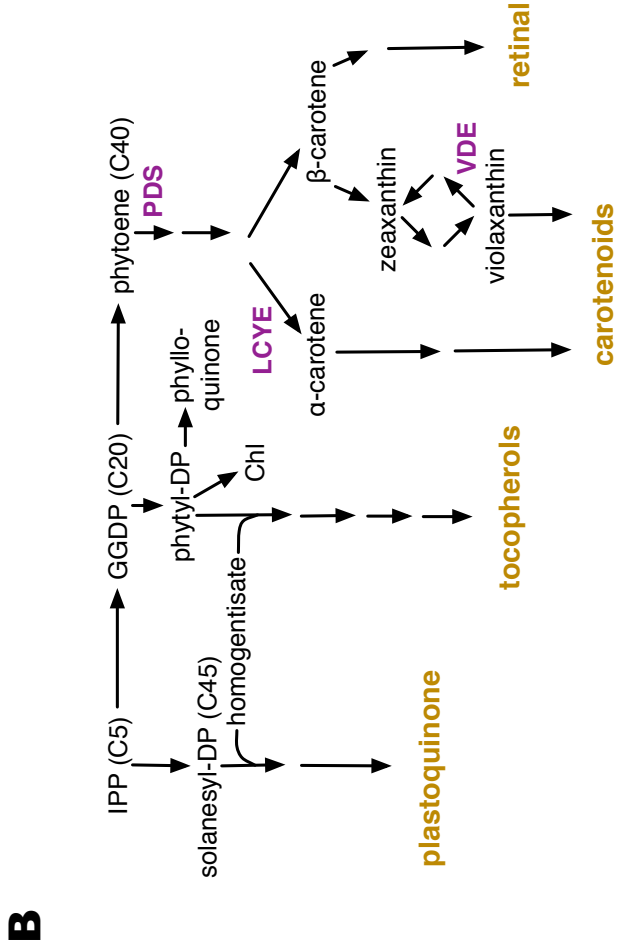 B
IPP (C5)
GGDP (C20)
phytoene (C40)
PDS
solanesyl-DP (C45)
homogentisate
phytyl-DP
phyllo-
quinone
Chl
LCYE
α-carotene
β-carotene
zeaxanthin
VDE
violaxanthin
plastoquinone
tocopherols
carotenoids
retinal